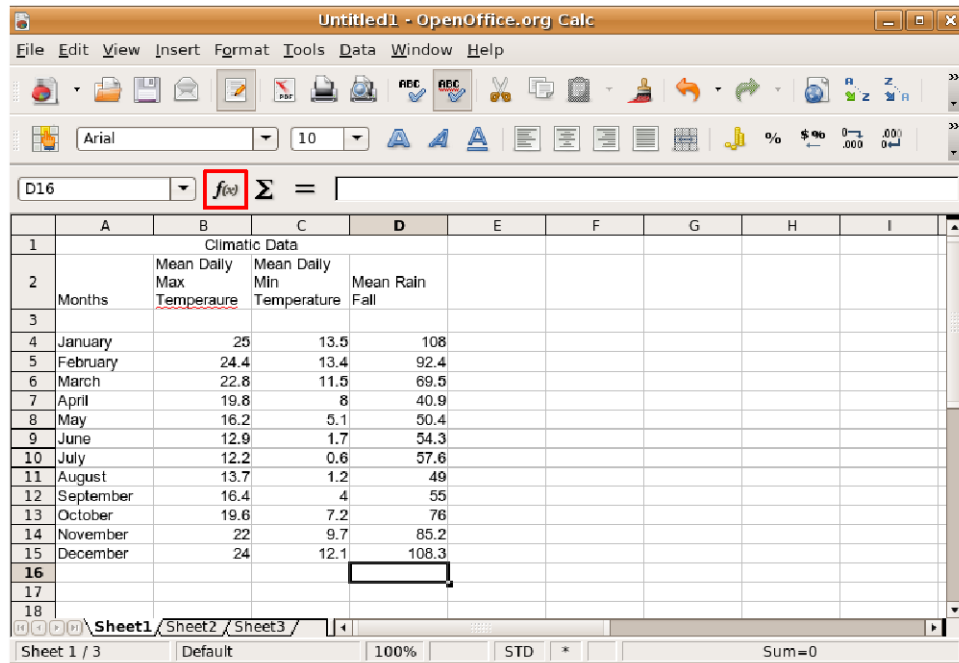 Untitled1 - OpenOffice.org Calc
File Edit View Insert Format Tools Data Window Help
PDF ABC ABC A Z Z A
Arial 10 A A A % $% 0 .000 .000 0
D16 f(x) Σ =
A B C D E F G H I
1 Climatic Data
Mean Daily Mean Daily
2 Max Min Mean Rain
Months Temperaure Temperature Fall
3
4 January 25 13.5 108
5 February 24.4 13.4 92.4
6 March 22.8 11.5 69.5
7 April 19.8 8 40.9
8 May 16.2 5.1 50.4
9 June 12.9 1.7 54.3
10 July 12.2 0.6 57.6
11 August 13.7 1.2 49
12 September 16.4 4 55
13 October 19.6 7.2 76
14 November 22 9.7 85.2
15 December 24 12.1 108.3
16
17
18
Sheet1 Sheet2 Sheet3
Sheet 1 / 3 Default 100% STD * Sum=0